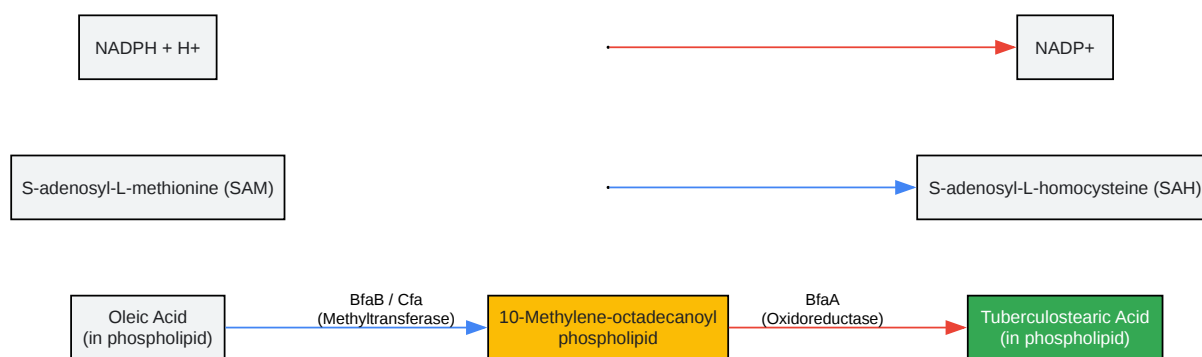 NADPH + H+
NADP+
S-adenosyl-L-methionine (SAM)
S-adenosyl-L-homocysteine (SAH)
Oleic Acid
(in phospholipid)
BfaB / Cfa
(Methyltransferase)
10-Methylene-octadecanoyl
phospholipid
BfaA
(Oxidoreductase)
Tuberculostearic Acid
(in phospholipid)